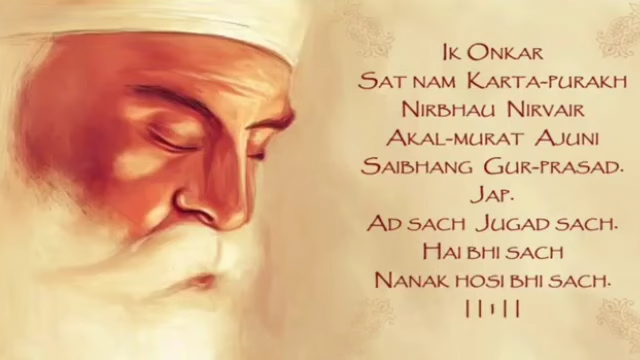 Ik Onkar
Sat nam Karta-purakh
Nirbhau Nirvair
Akal-murat Ajuni
Saibhang Gur-prasad.
Jap.
Ad sach Jugad sach.
Hai bhi sach
Nanak hosi bhi sach.
||१||